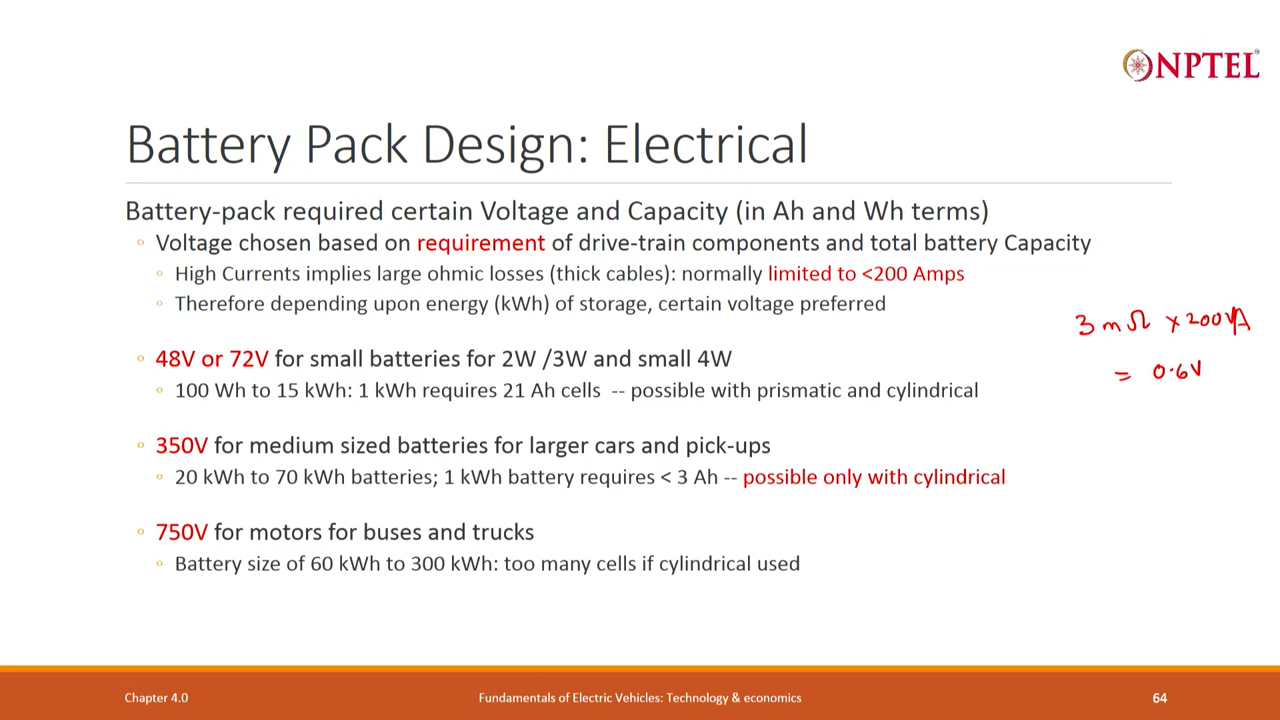 NPTEL
Battery Pack Design: Electrical
Battery-pack required certain Voltage and Capacity (in Ah and Wh terms)
Voltage chosen based on requirement of drive-train components and total battery Capacity
High Currents implies large ohmic losses (thick cables): normally limited to <200 Amps
Therefore depending upon energy (kWh) of storage, certain voltage preferred
3 mΩ × 200 A
= 0.6V
48V or 72V for small batteries for 2W /3W and small 4W
100 Wh to 15 kWh: 1 kWh requires 21 Ah cells -- possible with prismatic and cylindrical
350V for medium sized batteries for larger cars and pick-ups
20 kWh to 70 kWh batteries; 1 kWh battery requires < 3 Ah -- possible only with cylindrical
750V for motors for buses and trucks
Battery size of 60 kWh to 300 kWh: too many cells if cylindrical used
Chapter 4.0
Fundamentals of Electric Vehicles: Technology & economics
64